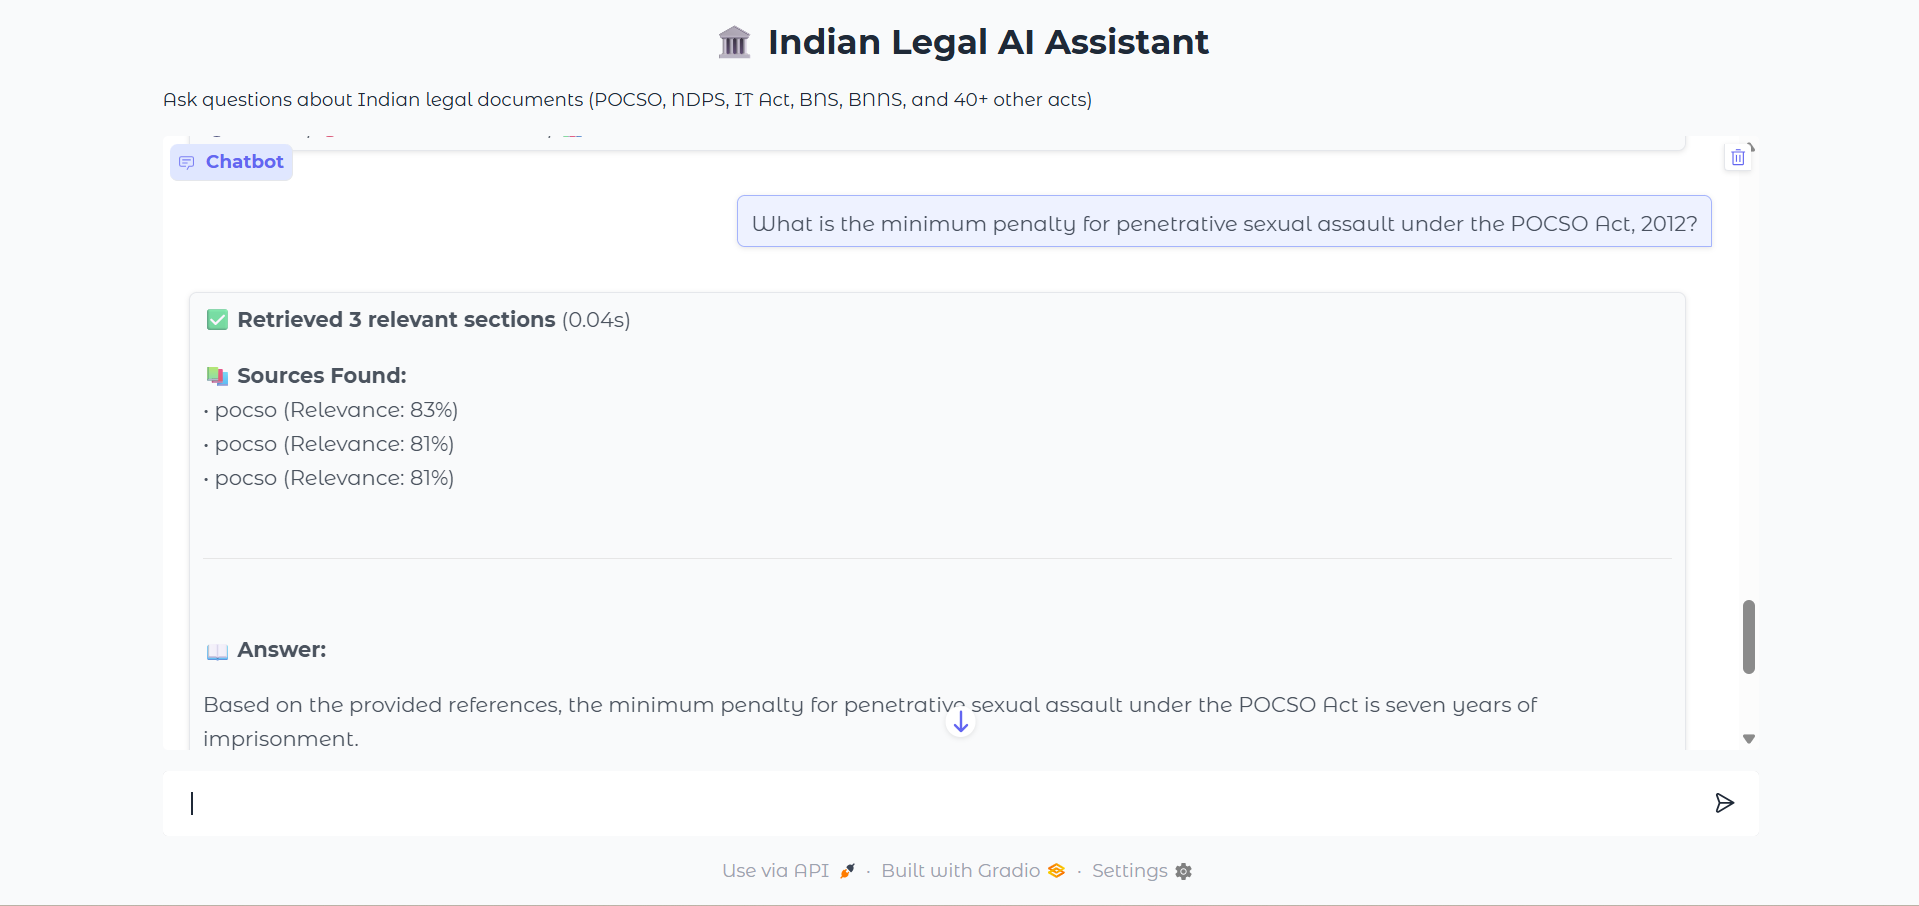 Indian Legal AI Assistant
Ask questions about Indian legal documents (POCSO, NDPS, IT Act, BNS, BNNS, and 40+ other acts)
Chatbot
What is the minimum penalty for penetrative sexual assault under the POCSO Act, 2012?
Retrieved 3 relevant sections (0.04s)
Sources Found:
• pocso (Relevance: 83%)
• pocso (Relevance: 81%)
• pocso (Relevance: 81%)
Answer:
Based on the provided references, the minimum penalty for penetrative sexual assault under the POCSO Act is seven years of
imprisonment.
Use via API · Built with Gradio · Settings